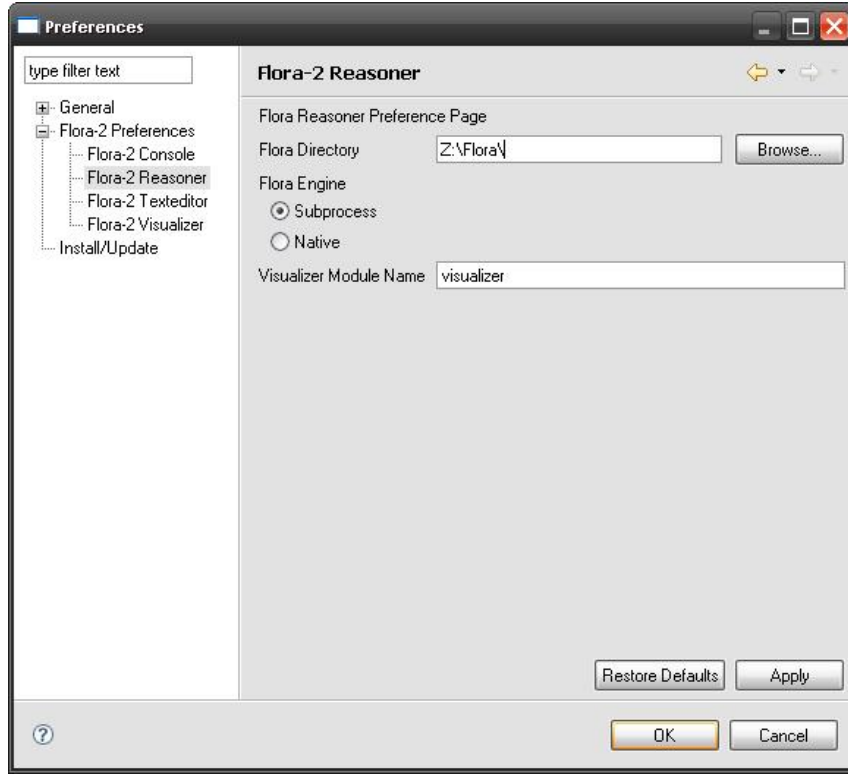 Preferences
type filter text
General
Flora-2 Preferences
Flora-2 Console
Flora-2 Reasoner
Flora-2 Texteditor
Flora-2 Visualizer
Install/Update
Flora-2 Reasoner
Flora Reasoner Preference Page
Flora Directory Z:\Flora\ Browse...
Flora Engine
Subprocess
Native
Visualizer Module Name visualizer
Restore Defaults Apply
? OK Cancel